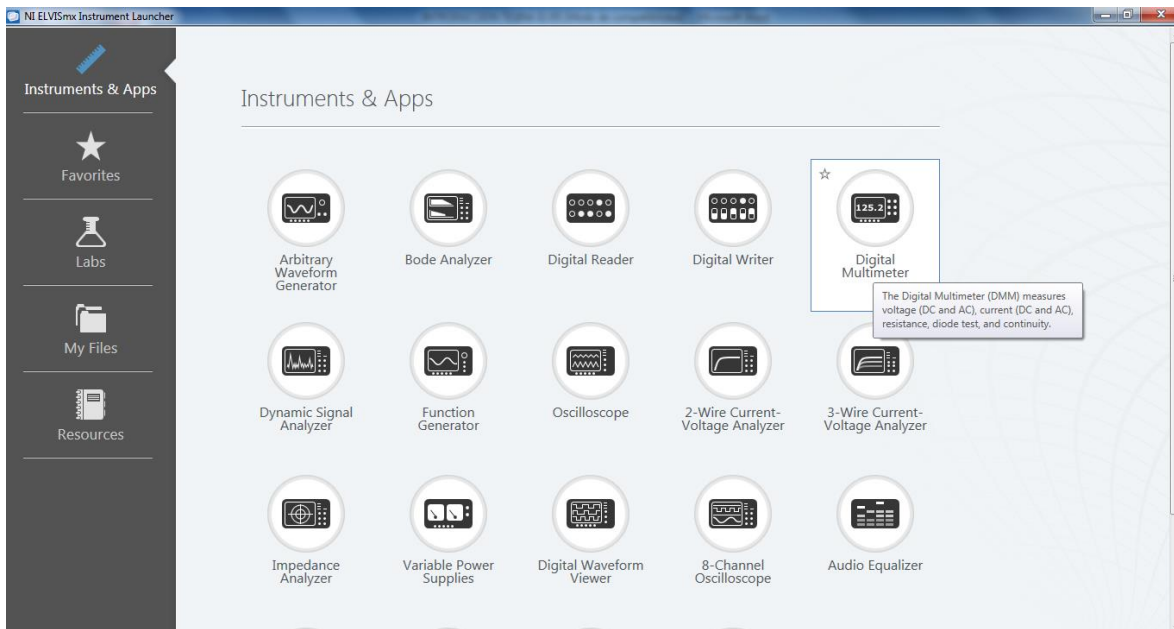 NI ELVISmx Instrument Launcher
Instruments & Apps
Favorites
Labs
My Files
Resources
Instruments & Apps
Arbitrary
Waveform
Generator
Bode Analyzer
Digital Reader
Digital Writer
125.2
Digital
Multimeter
The Digital Multimeter (DMM) measures
voltage (DC and AC), current (DC and AC),
resistance, diode test, and continuity.
Dynamic Signal
Analyzer
Function
Generator
Oscilloscope
2-Wire Current-
Voltage Analyzer
3-Wire Current-
Voltage Analyzer
Impedance
Analyzer
Variable Power
Supplies
Digital Waveform
Viewer
8-Channel
Oscilloscope
Audio Equalizer